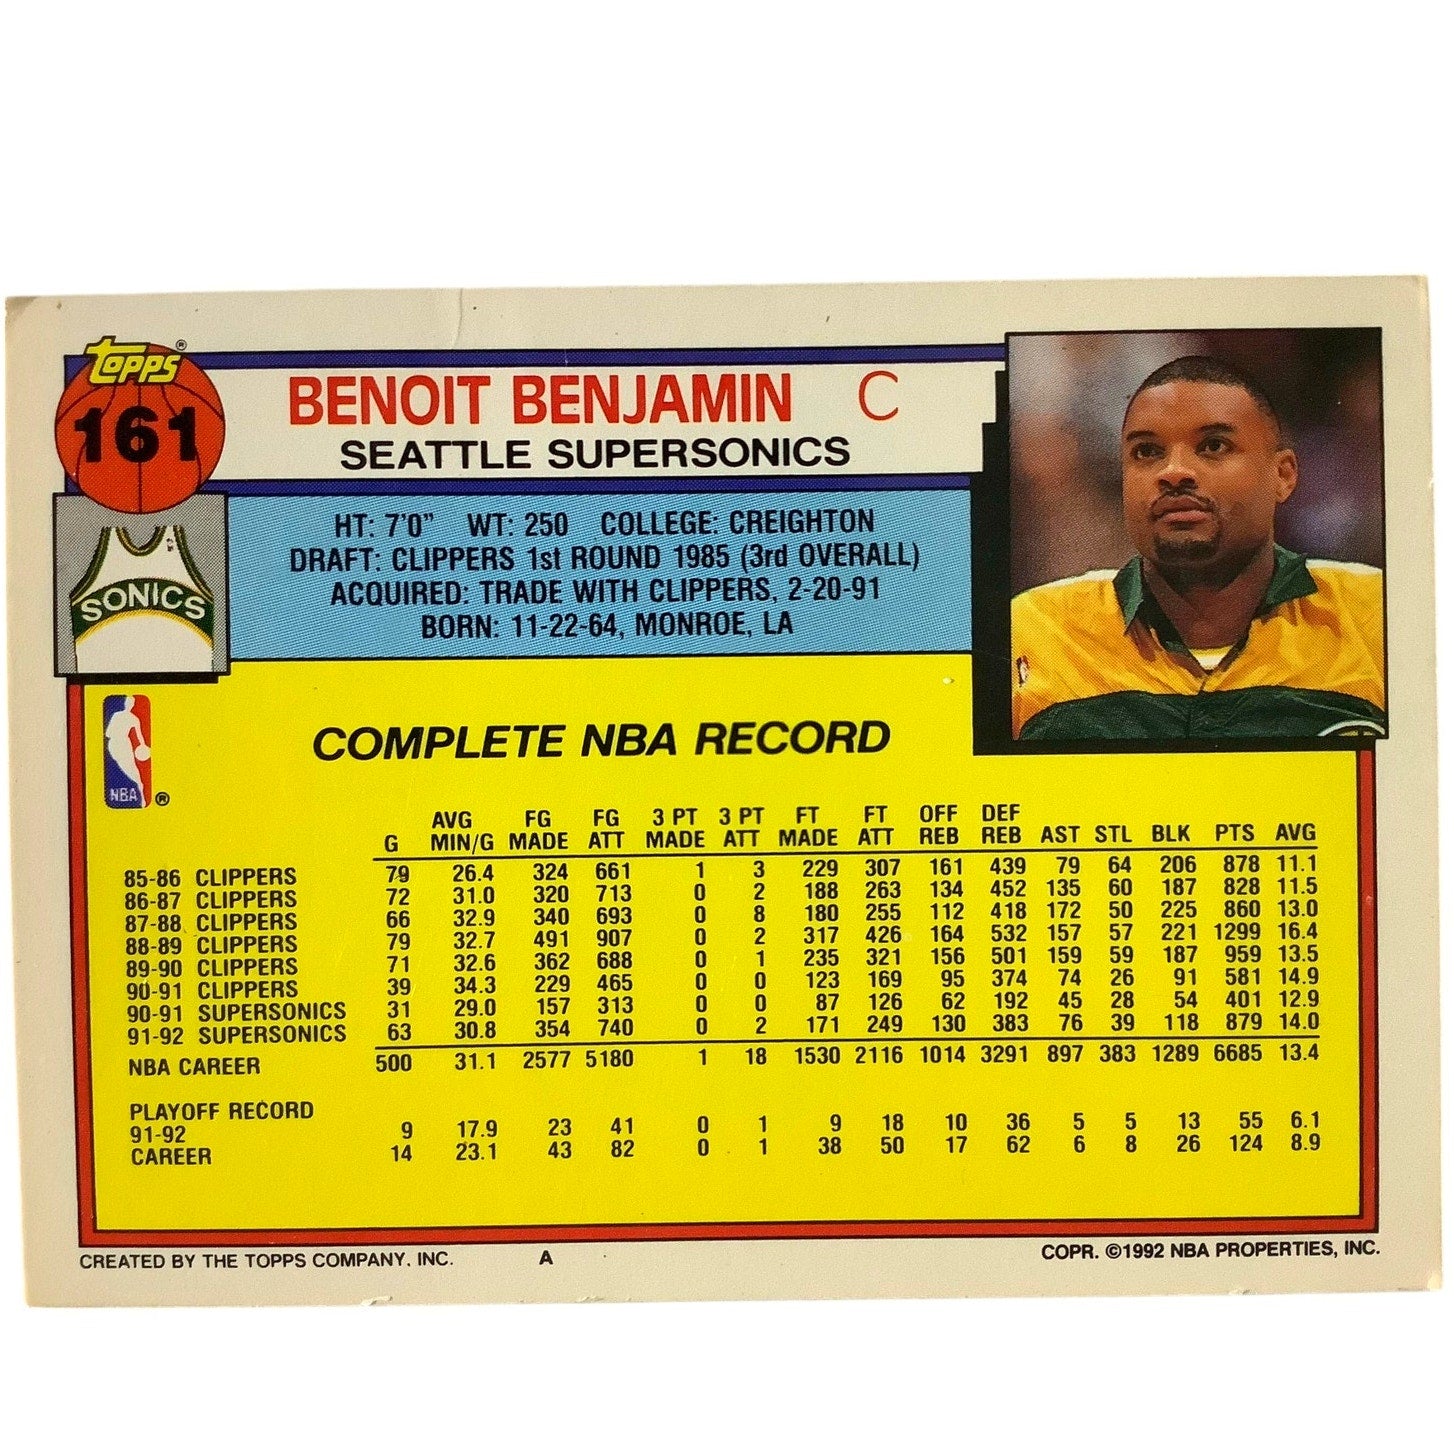 topps®
161
BENOIT BENJAMIN C
SEATTLE SUPERSONICS
SONICS
HT: 7'0" WT: 250 COLLEGE: CREIGHTON
DRAFT: CLIPPERS 1st ROUND 1985 (3rd OVERALL)
ACQUIRED: TRADE WITH CLIPPERS, 2-20-91
BORN: 11-22-64, MONROE, LA
NBA ®
COMPLETE NBA RECORD
AVG FG FG 3 PT 3 PT FT FT OFF DEF
G MIN/G MADE ATT MADE ATT MADE ATT REB REB AST STL BLK PTS AVG
85-86 CLIPPERS 79 26.4 324 661 1 3 229 307 161 439 79 64 206 878 11.1
86-87 CLIPPERS 72 31.0 320 713 0 2 188 263 134 452 135 60 187 828 11.5
87-88 CLIPPERS 66 32.9 340 693 0 8 180 255 112 418 172 50 225 860 13.0
88-89 CLIPPERS 79 32.7 491 907 0 2 317 426 164 532 157 57 221 1299 16.4
89-90 CLIPPERS 71 32.6 362 688 0 1 235 321 156 501 159 59 187 959 13.5
90-91 CLIPPERS 39 34.3 229 465 0 0 123 169 95 374 74 26 91 581 14.9
90-91 SUPERSONICS 31 29.0 157 313 0 0 87 126 62 192 45 28 54 401 12.9
91-92 SUPERSONICS 63 30.8 354 740 0 2 171 249 130 383 76 39 118 879 14.0
NBA CAREER 500 31.1 2577 5180 1 18 1530 2116 1014 3291 897 383 1289 6685 13.4
PLAYOFF RECORD
91-92 9 17.9 23 41 0 1 9 18 10 36 5 5 13 55 6.1
CAREER 14 23.1 43 82 0 1 38 50 17 62 6 8 26 124 8.9
CREATED BY THE TOPPS COMPANY, INC. A COPR. ©1992 NBA PROPERTIES, INC.